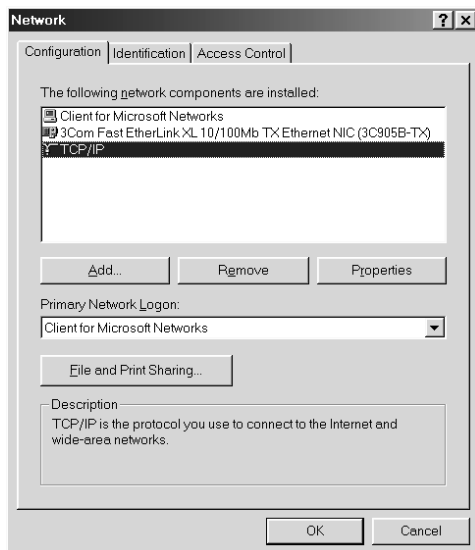 Network
Configuration Identification Access Control
The following network components are installed:
Client for Microsoft Networks
3Com Fast EtherLink XL 10/100Mb TX Ethernet NIC (3C905B-TX)
TCP/IP
Add... Remove Properties
Primary Network Logon:
Client for Microsoft Networks
File and Print Sharing...
Description
TCP/IP is the protocol you use to connect to the Internet and
wide-area networks.
OK Cancel